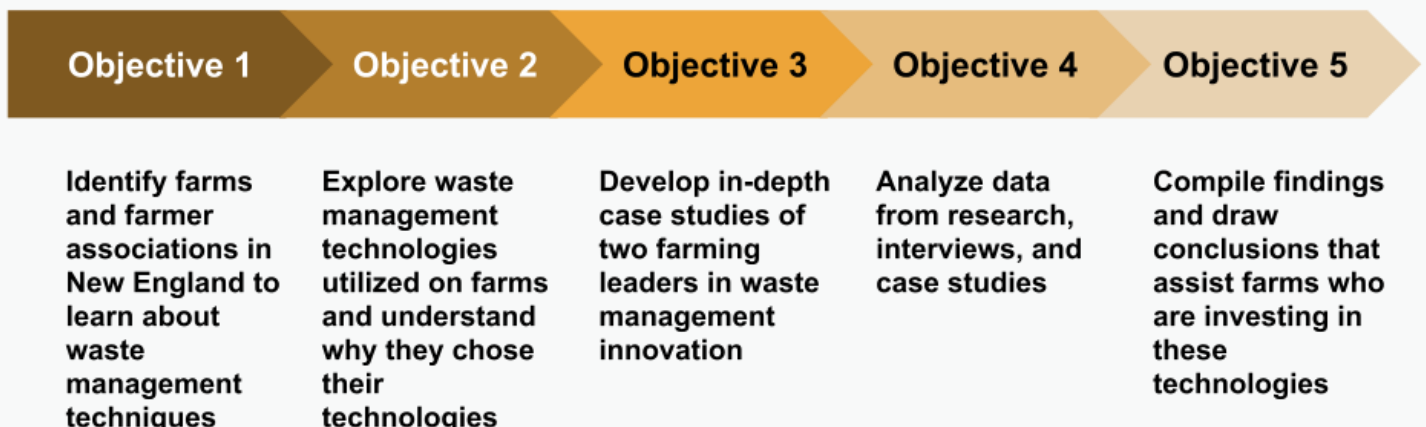 Objective 1
Objective 2
Objective 3
Objective 4
Objective 5
Identify farms
and farmer
associations in
New England to
learn about
waste
management
techniques
Explore waste
management
technologies
utilized on farms
and understand
why they chose
their
technologies
Develop in-depth
case studies of
two farming
leaders in waste
management
innovation
Analyze data
from research,
interviews, and
case studies
Compile findings
and draw
conclusions that
assist farms who
are investing in
these
technologies